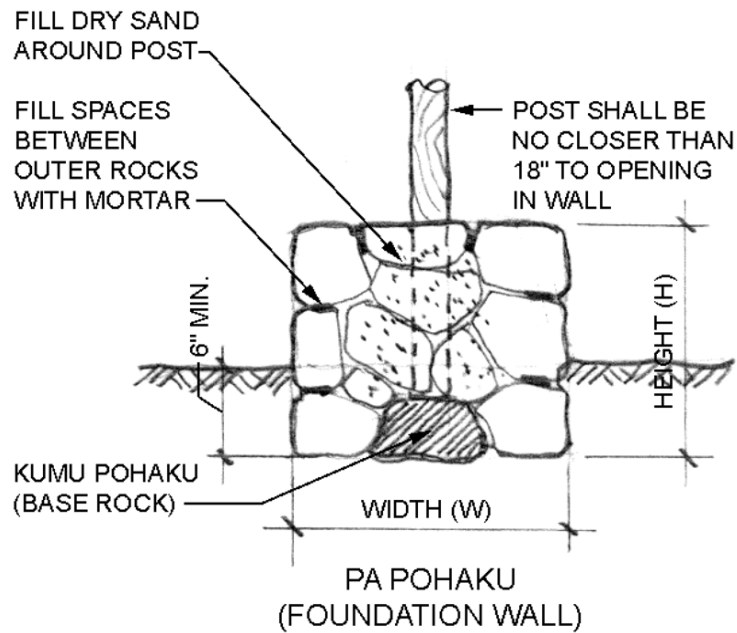 FILL DRY SAND
AROUND POST
FILL SPACES
BETWEEN
OUTER ROCKS
WITH MORTAR
POST SHALL BE
NO CLOSER THAN
18" TO OPENING
IN WALL
6" MIN.
HEIGHT (H)
KUMU POHAKU
(BASE ROCK)
WIDTH (W)
PA POHAKU
(FOUNDATION WALL)